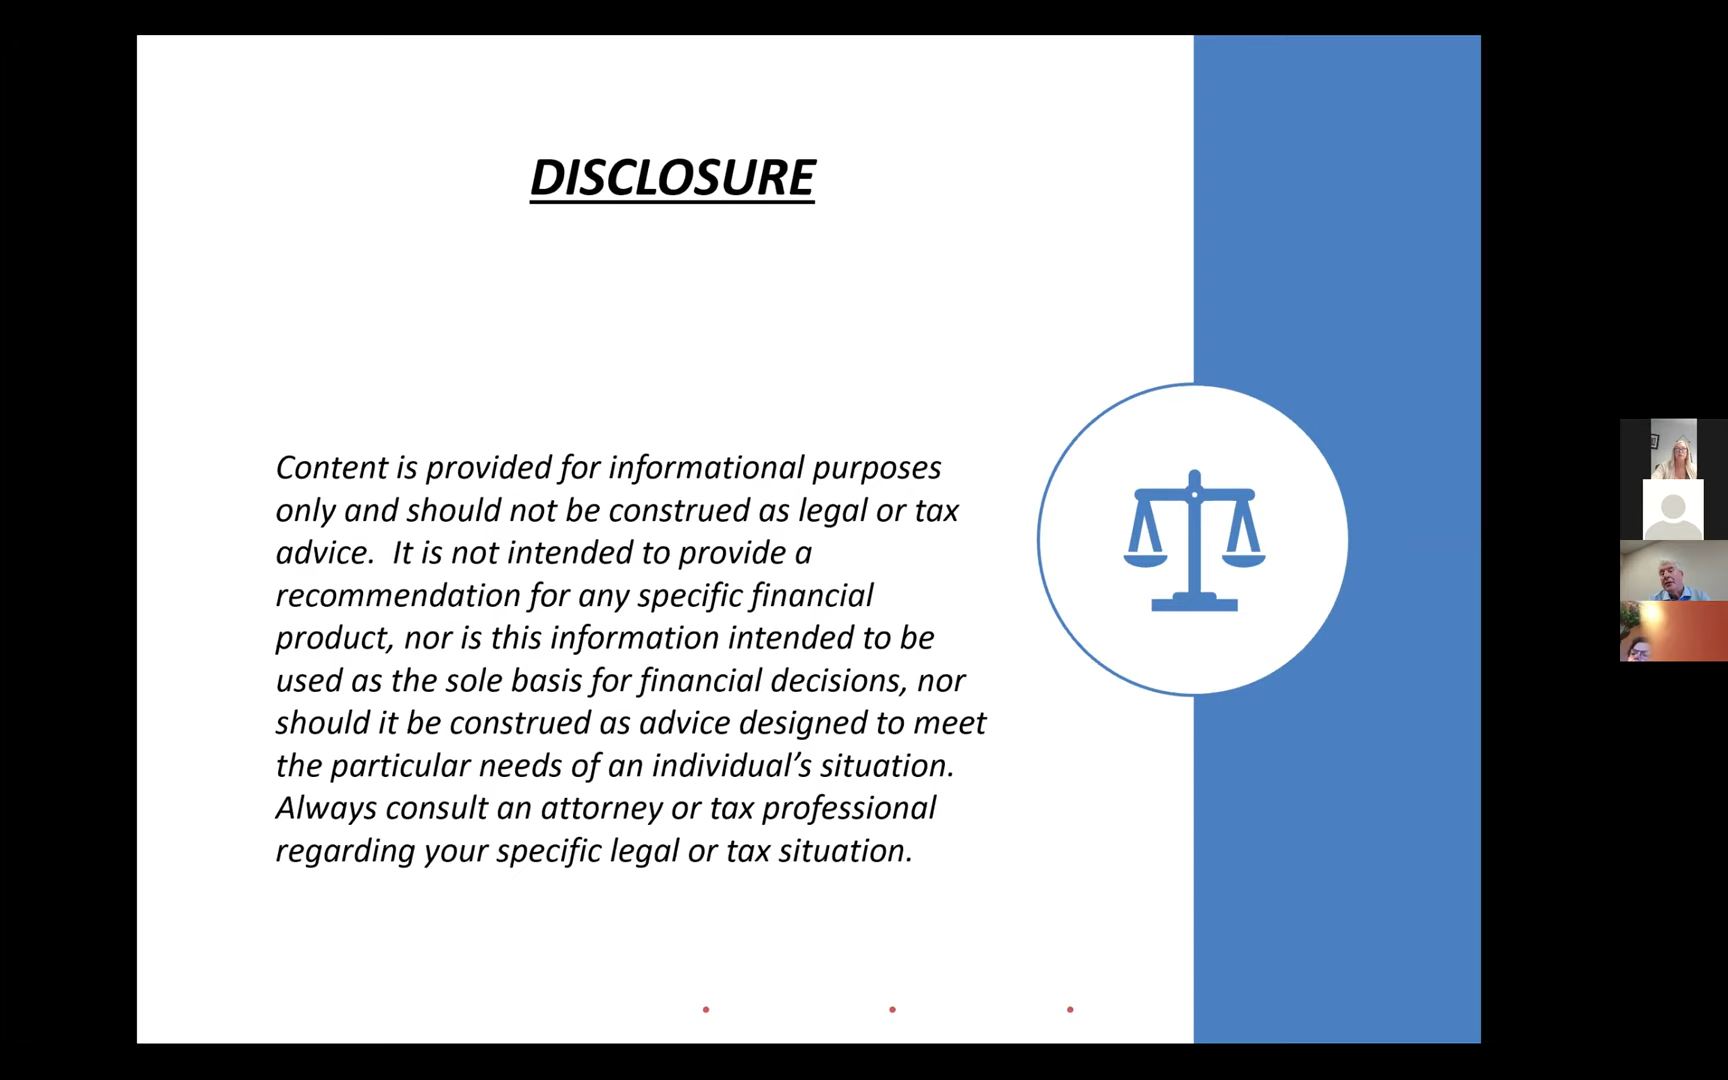 DISCLOSURE
Content is provided for informational purposes
only and should not be construed as legal or tax
advice.  It is not intended to provide a
recommendation for any specific financial
product, nor is this information intended to be
used as the sole basis for financial decisions, nor
should it be construed as advice designed to meet
the particular needs of an individual’s situation.
Always consult an attorney or tax professional
regarding your specific legal or tax situation.